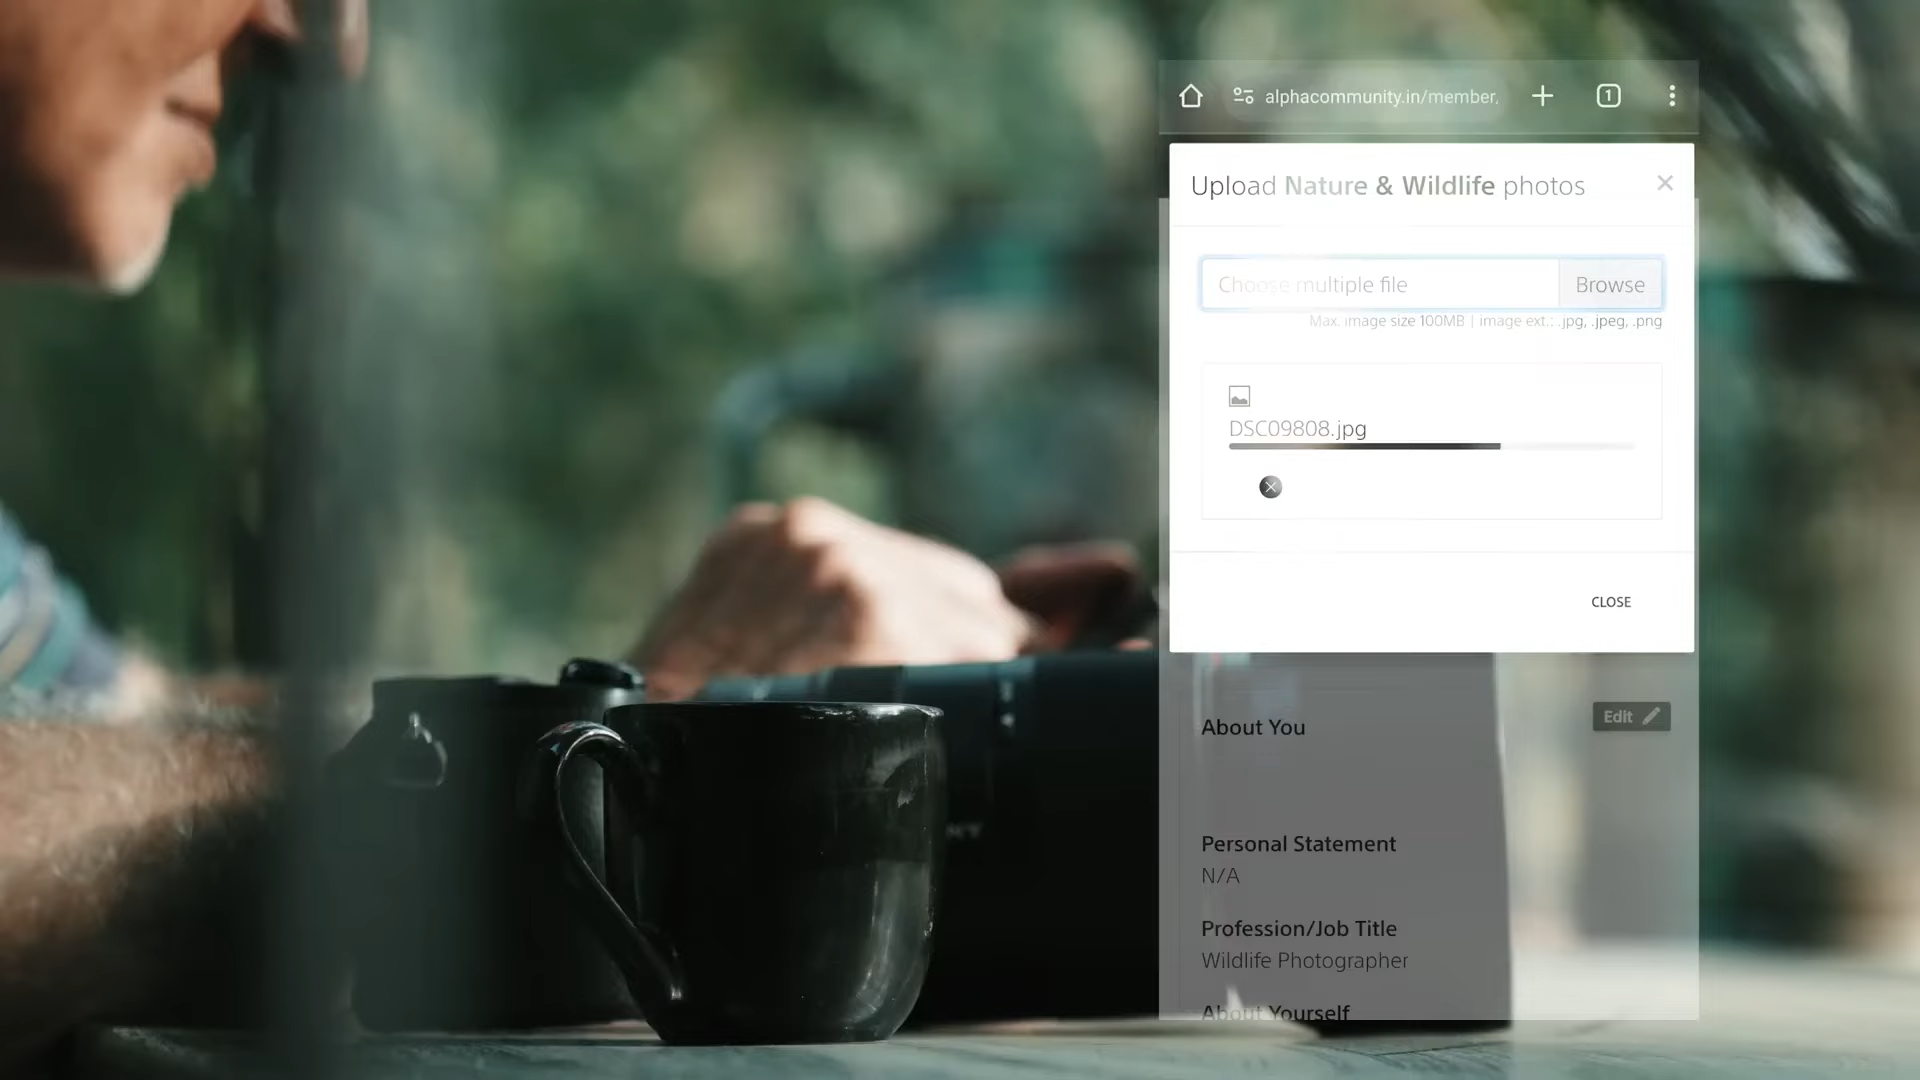 alphacommunity.in/member.
1
Upload Nature & Wildlife photos
Choose multiple file
Browse
Max. image size 100MB | image ext.: .jpg, .jpeg, .png
DSC09808.jpg
CLOSE
About You
Edit
Personal Statement
N/A
Profession/Job Title
Wildlife Photographer
About Yourself